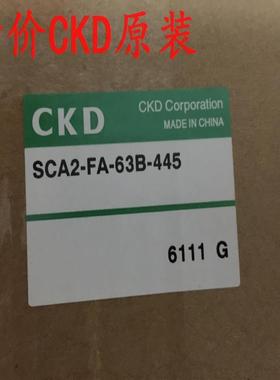 价CKD原装
CKD
CKD Corporation
MADE IN CHINA
SCA2-FA-63B-445
6111 G